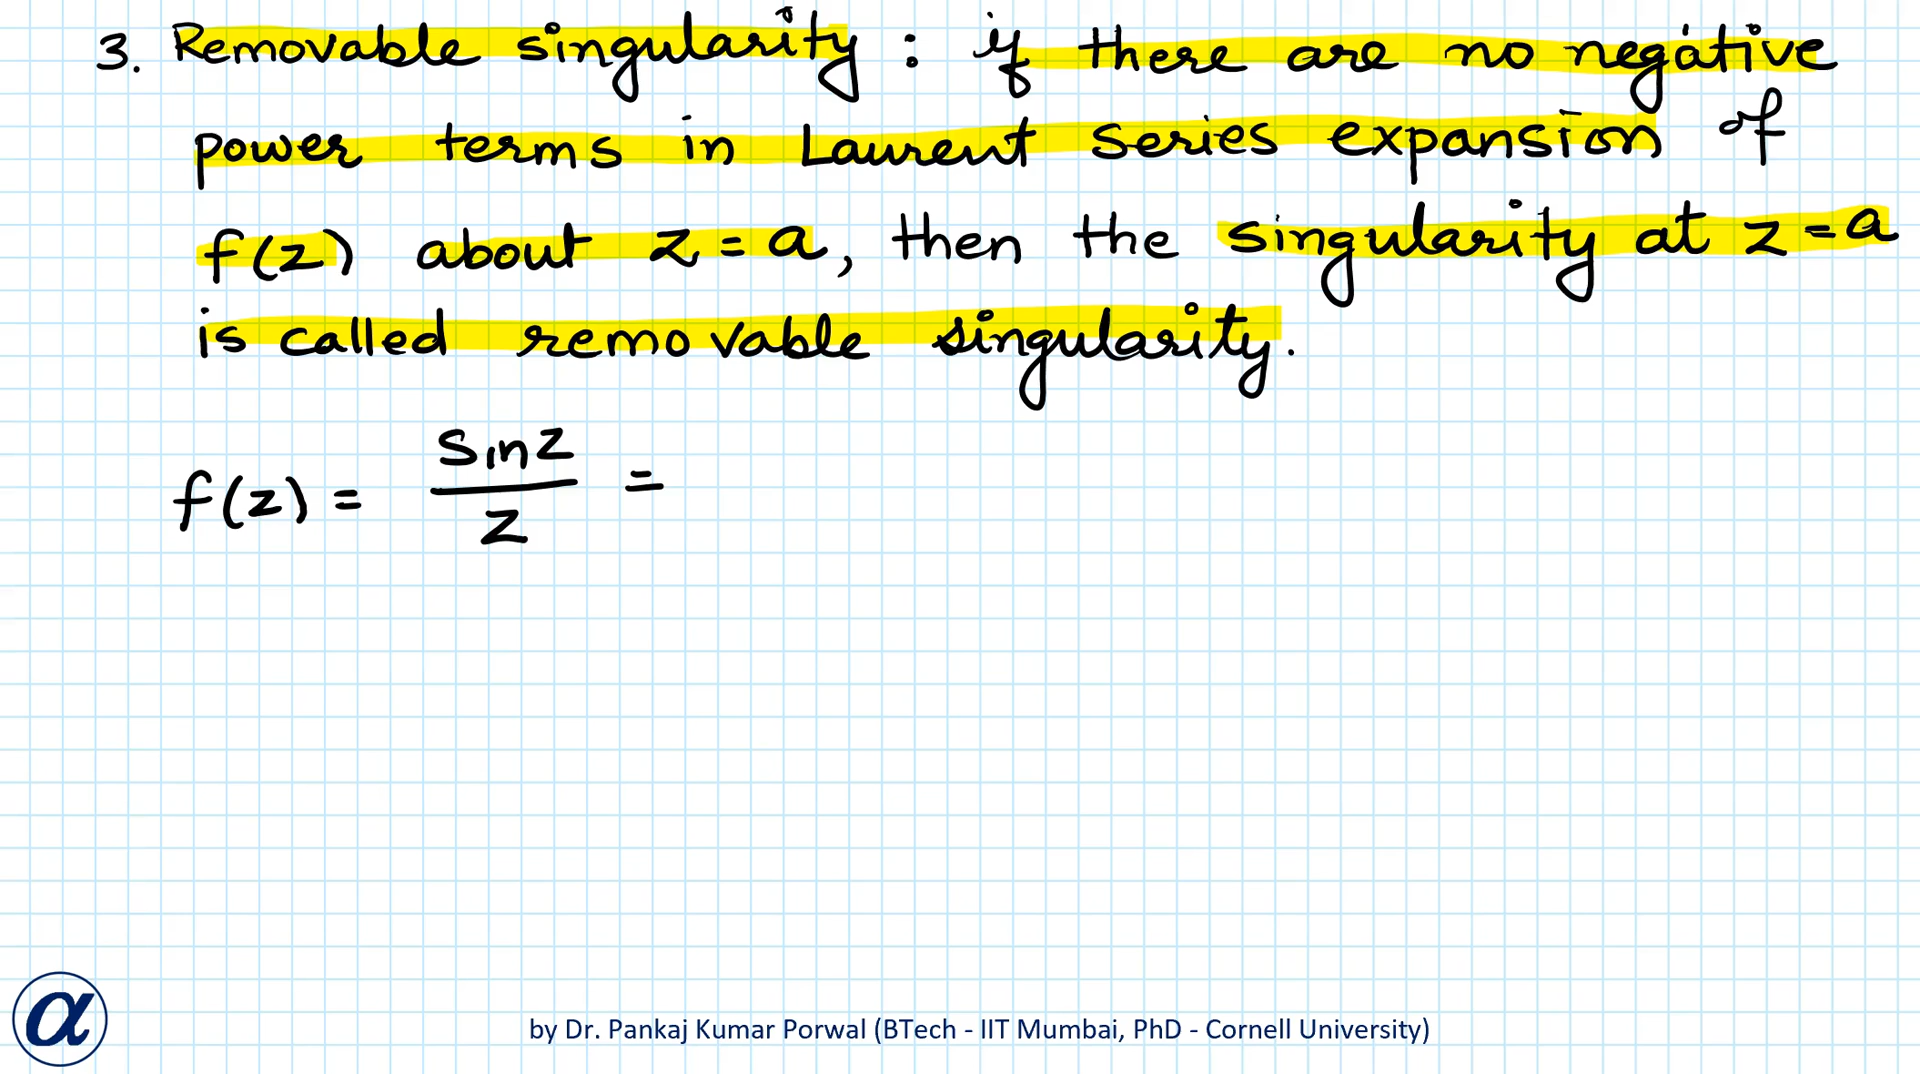 3. Removable singularity : if there are no negative
power terms in Laurent series expansion of
f(z) about z = a, then the singularity at z = a
is called removable singularity.
f(z) = sin z / z =
α
by Dr. Pankaj Kumar Porwal (BTech - IIT Mumbai, PhD - Cornell University)